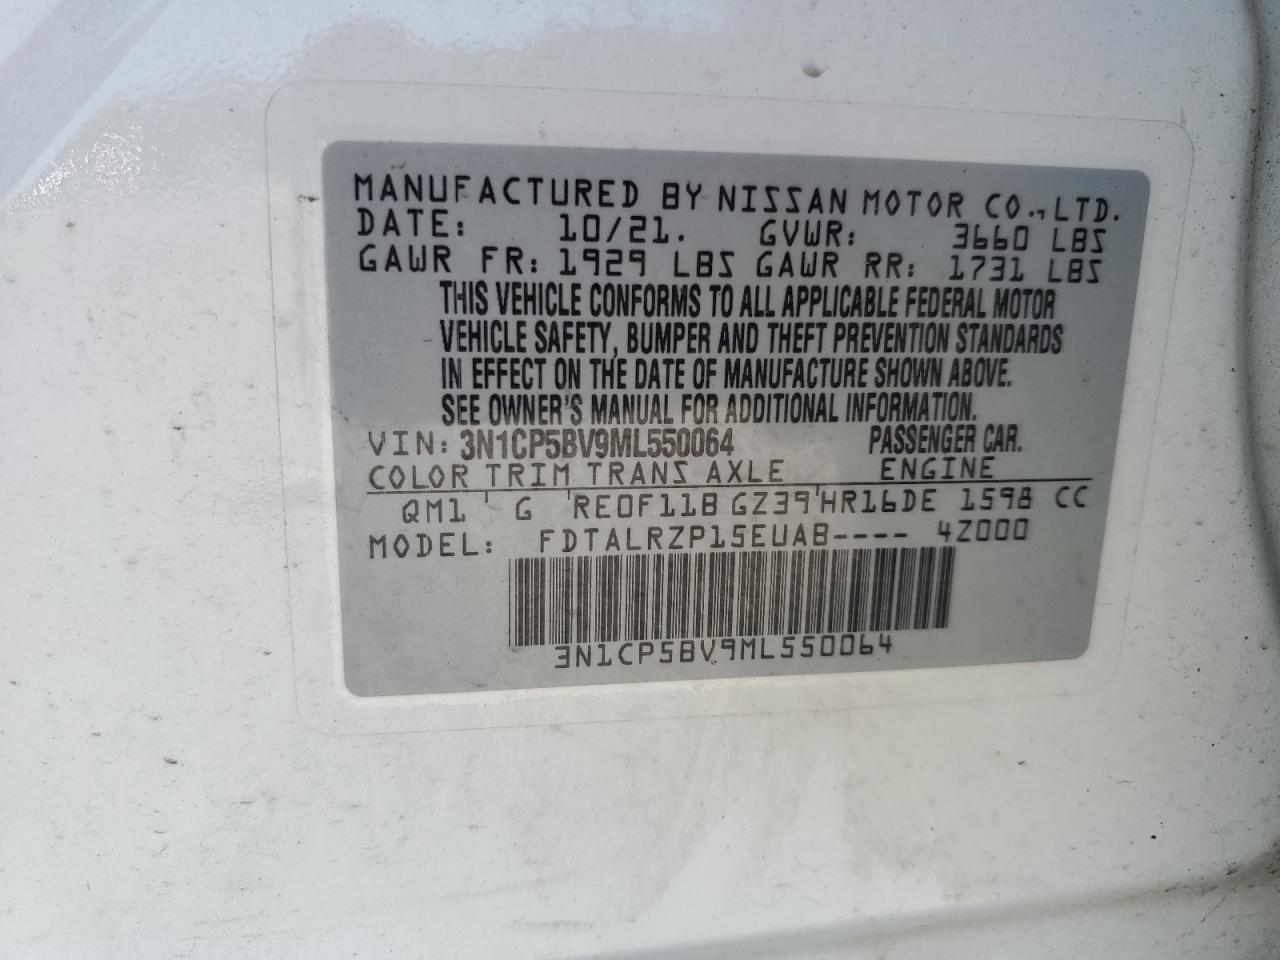 MANUFACTURED BY NISSAN MOTOR CO.,LTD.
DATE: 10/21. GVWR: 3660 LBS
GAWR FR: 1929 LBS GAWR RR: 1731 LBS
THIS VEHICLE CONFORMS TO ALL APPLICABLE FEDERAL MOTOR
VEHICLE SAFETY, BUMPER AND THEFT PREVENTION STANDARDS
IN EFFECT ON THE DATE OF MANUFACTURE SHOWN ABOVE.
SEE OWNER'S MANUAL FOR ADDITIONAL INFORMATION.
VIN: 3N1CP5BV9ML550064 PASSENGER CAR.
COLOR TRIM TRANS AXLE ENGINE
QM1 G RE0F11B GZ39 HR16DE 1598 CC
MODEL: FDTALRZP15EUAB---- 4Z000
3N1CP5BV9ML550064